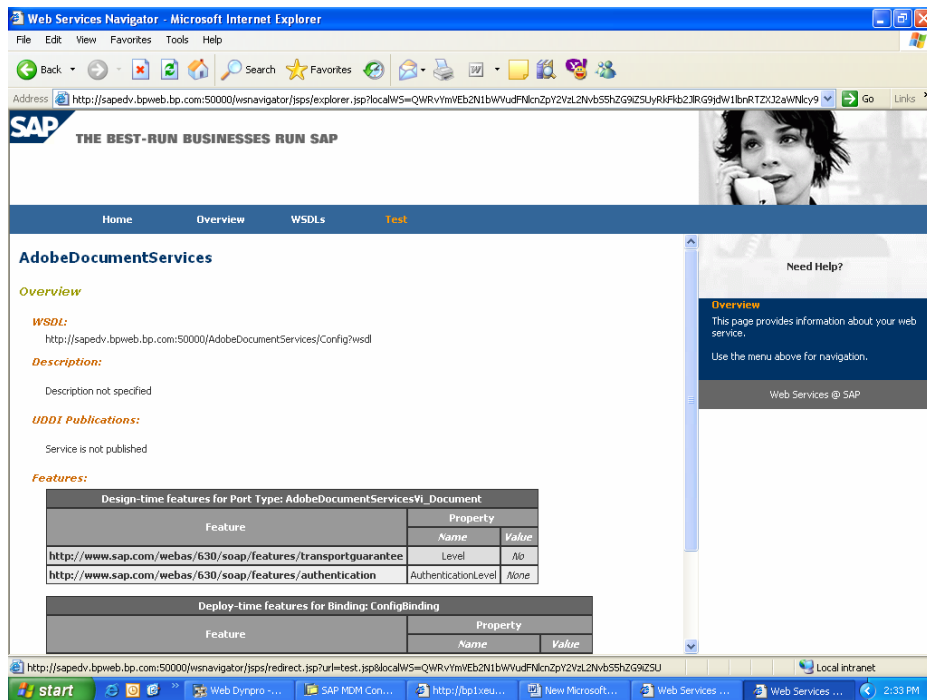 Web Services Navigator - Microsoft Internet Explorer
File Edit View Favorites Tools Help
Back Search Favorites
Address http://sapedv.bpweb.bp.com:50000/wsnavigator/jsps/explorer.jsp?localWS= Go Links
SAP THE BEST-RUN BUSINESSES RUN SAP
Home Overview WSDLs Test
AdobeDocumentServices
Need Help?
Overview
Overview
This page provides information about your web
service.
Use the menu above for navigation.
Web Services @ SAP
WSDL:
http://sapedv.bpweb.bp.com:50000/AdobeDocumentServices/Config?wsdl
Description:
Description not specified
UDDI Publications:
Service is not published
Features:
Design-time features for Port Type: AdobeDocumentServicesVi_Document
Feature Property
Name Value
http://www.sap.com/webas/630/soap/features/transportguarantee Level No
http://www.sap.com/webas/630/soap/features/authentication AuthenticationLevel None
Deploy-time features for Binding: ConfigBinding
Feature Property
Name Value
http://sapedv.bpweb.bp.com:50000/wsnavigator/jsps/redirect.jsp?url=test.jsp&localWS= Local intranet
start Web Dynpro -... SAP MDM Con... http://bp1xeu... New Microsoft... Web Services ... Web Services ... 2:33 PM